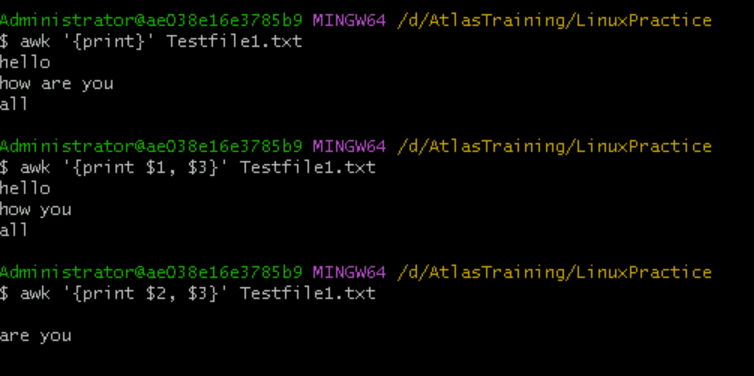 Administrator@ae038e16e3785b9 MINGW64 /d/AtlasTraining/LinuxPractice
$ awk '{print}' Testfile1.txt
hello
how are you
all
Administrator@ae038e16e3785b9 MINGW64 /d/AtlasTraining/LinuxPractice
$ awk '{print $1, $3}' Testfile1.txt
hello
how you
all
Administrator@ae038e16e3785b9 MINGW64 /d/AtlasTraining/LinuxPractice
$ awk '{print $2, $3}' Testfile1.txt
are you